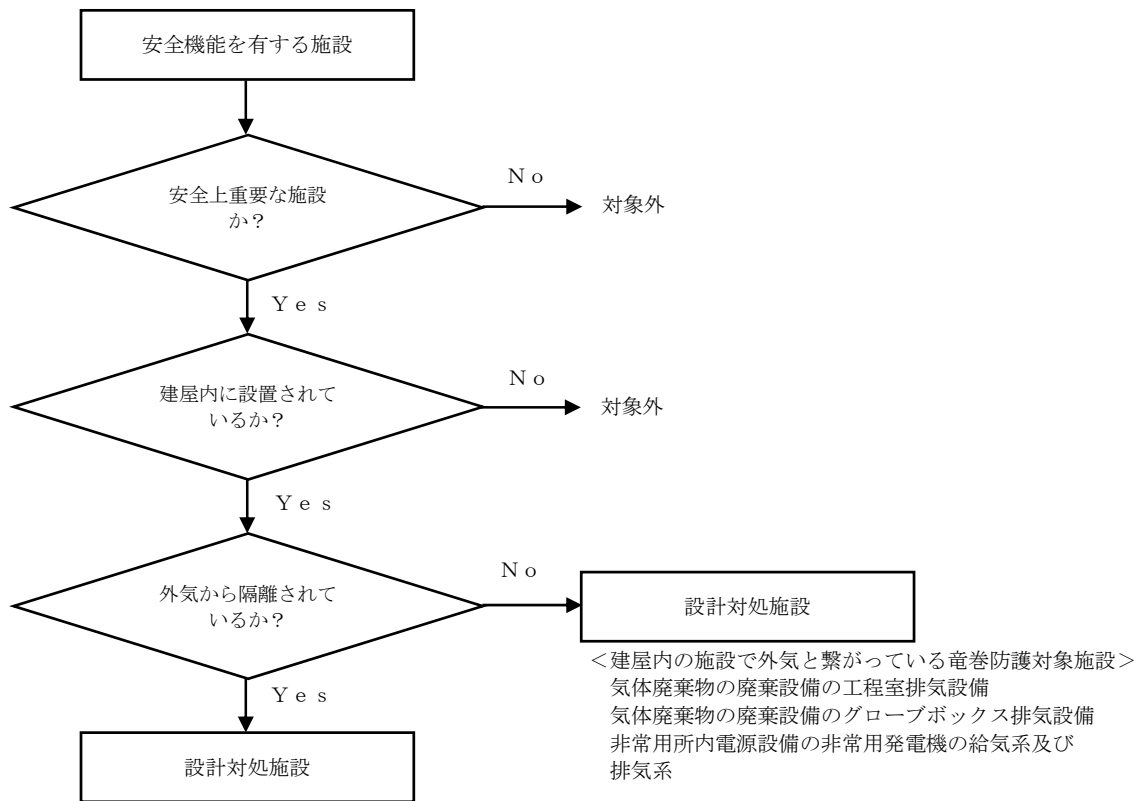 安全機能を有する施設
安全上重要な施設
か？
Ｎｏ
対象外
Ｙｅｓ
建屋内に設置されて
いるか？
Ｎｏ
対象外
Ｙｅｓ
外気から隔離されて
いるか？
Ｎｏ
設計対処施設
＜建屋内の施設で外気と繋がっている竜巻防護対象施設＞
気体廃棄物の廃棄設備の工程室排気設備
気体廃棄物の廃棄設備のグローブボックス排気設備
非常用所内電源設備の非常用発電機の給気系及び
排気系
Ｙｅｓ
設計対処施設